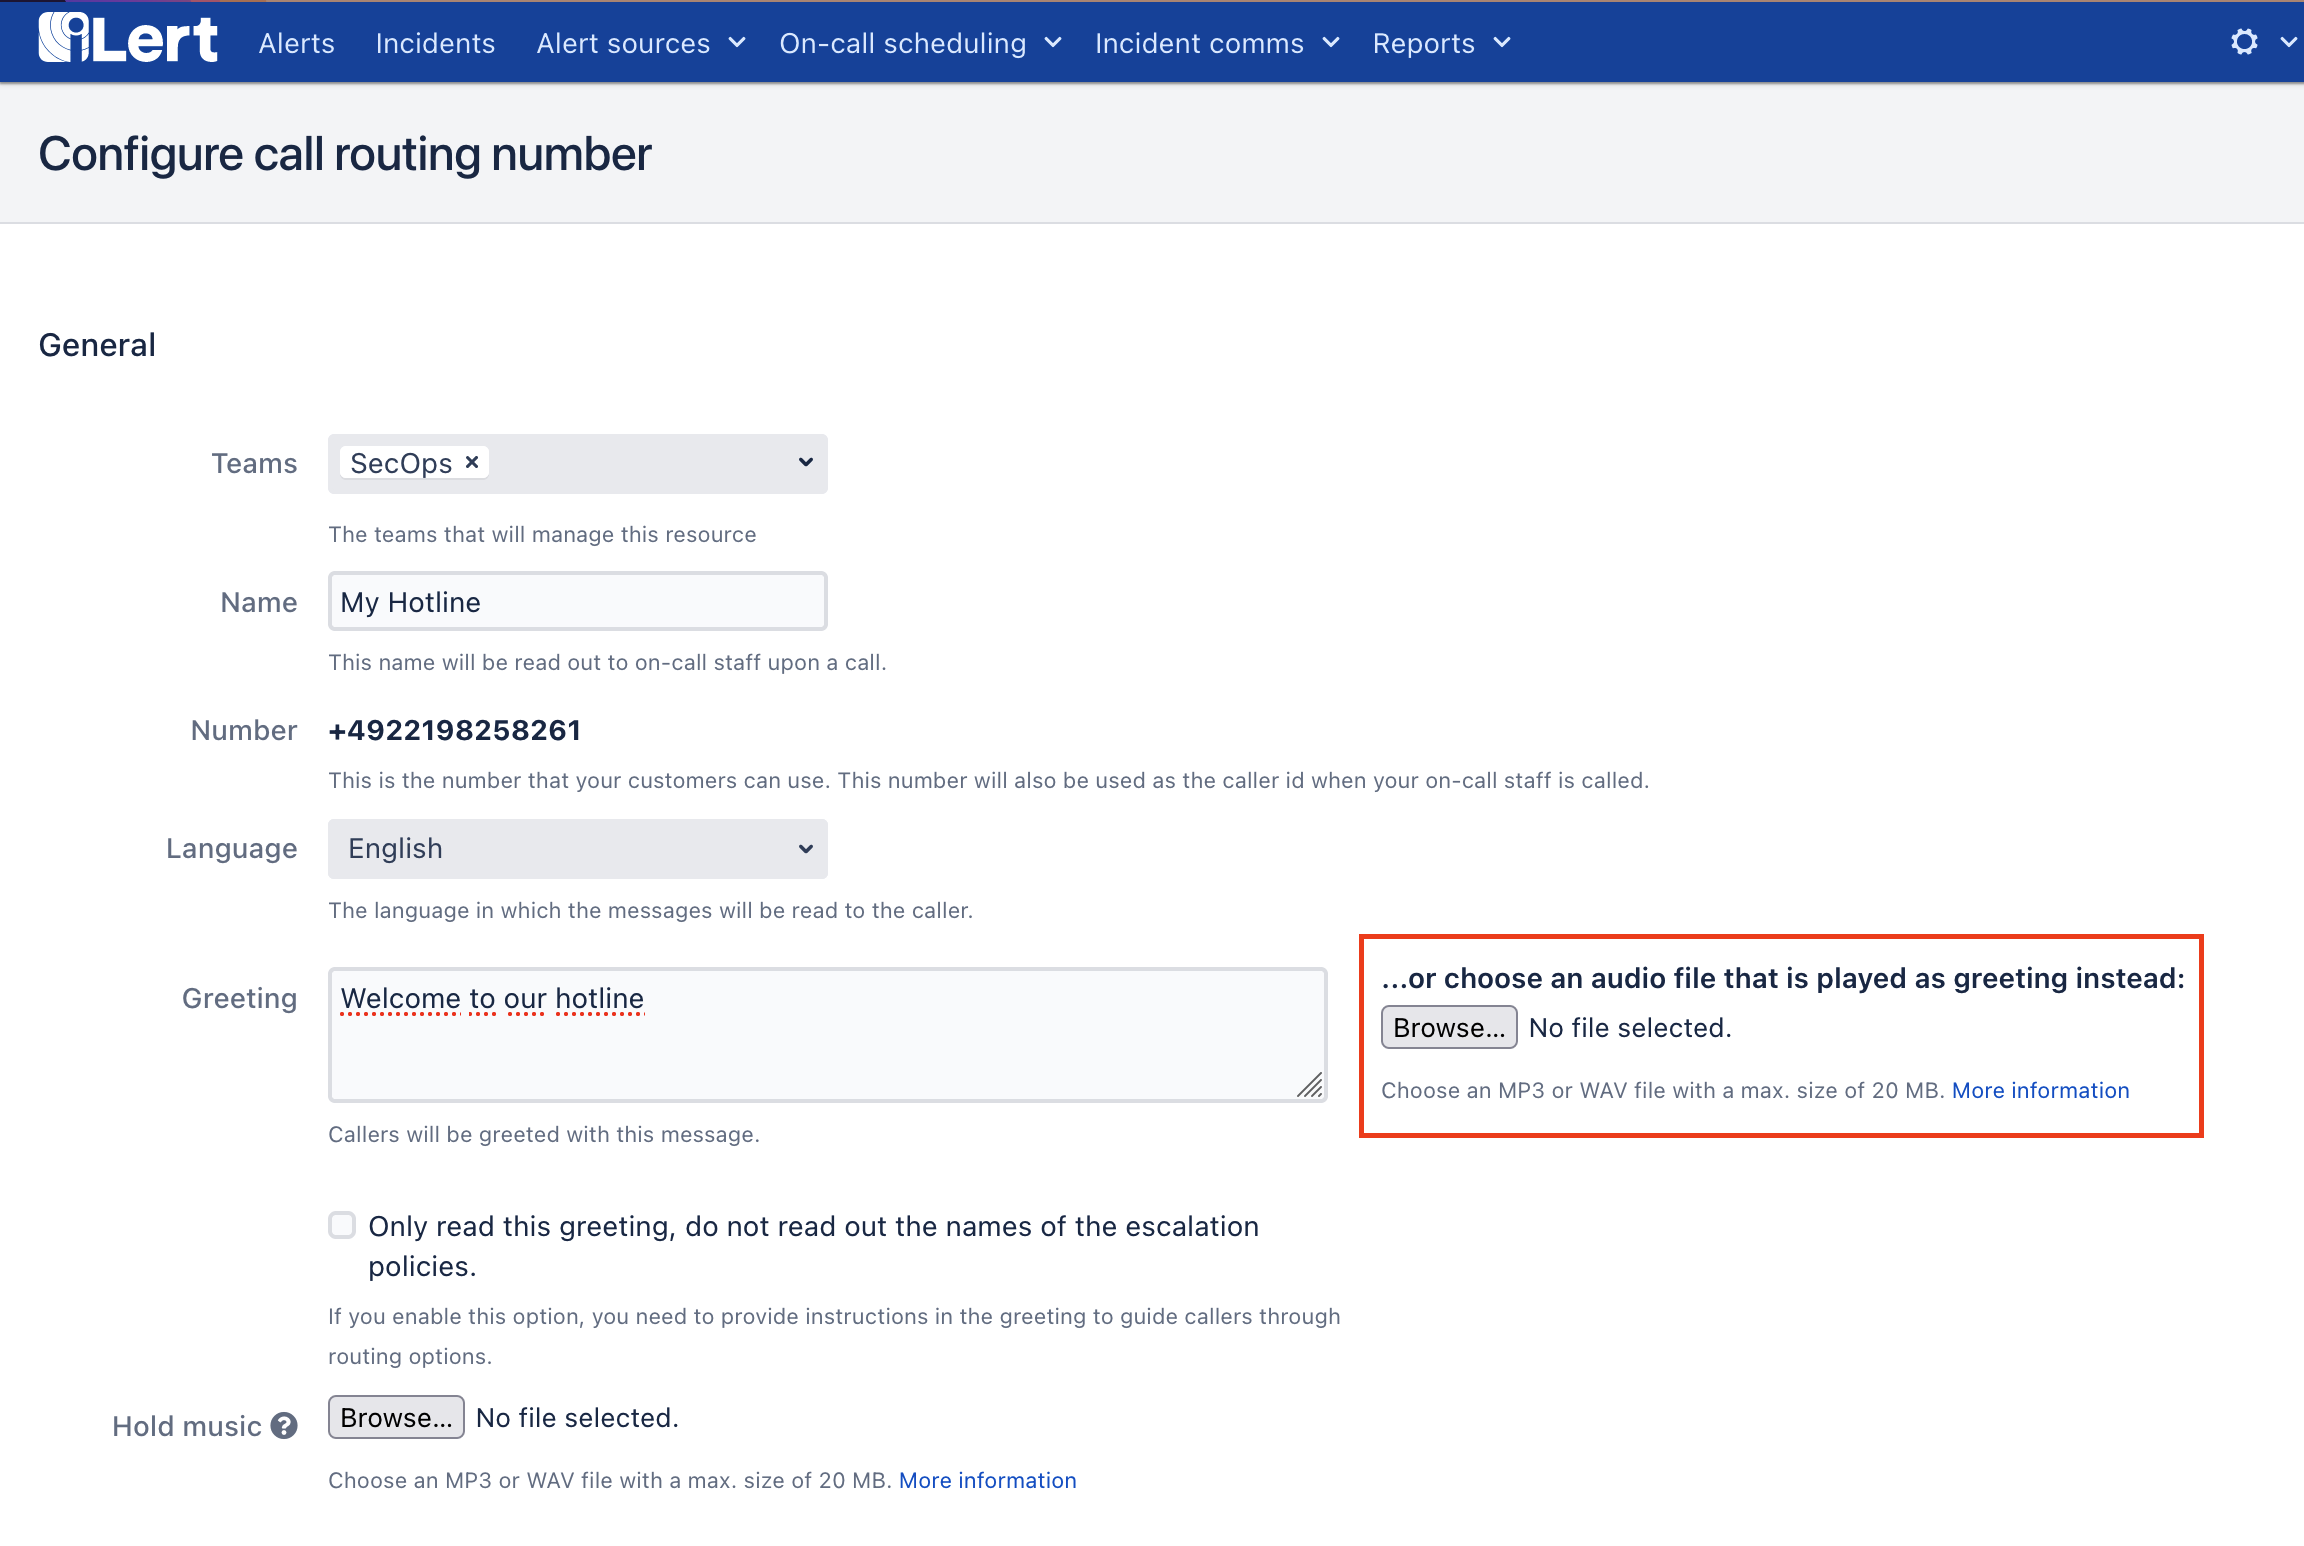 iLert Alerts Incidents Alert sources On-call scheduling Incident comms Reports
Configure call routing number
General
Teams SecOps ×
The teams that will manage this resource
Name My Hotline
This name will be read out to on-call staff upon a call.
Number +4922198258261
This is the number that your customers can use. This number will also be used as the caller id when your on-call staff is called.
Language English
The language in which the messages will be read to the caller.
Greeting Welcome to our hotline
...or choose an audio file that is played as greeting instead:
Browse... No file selected.
Choose an MP3 or WAV file with a max. size of 20 MB. More information
Callers will be greeted with this message.
Only read this greeting, do not read out the names of the escalation
policies.
If you enable this option, you need to provide instructions in the greeting to guide callers through
routing options.
Hold music ? Browse... No file selected.
Choose an MP3 or WAV file with a max. size of 20 MB. More information